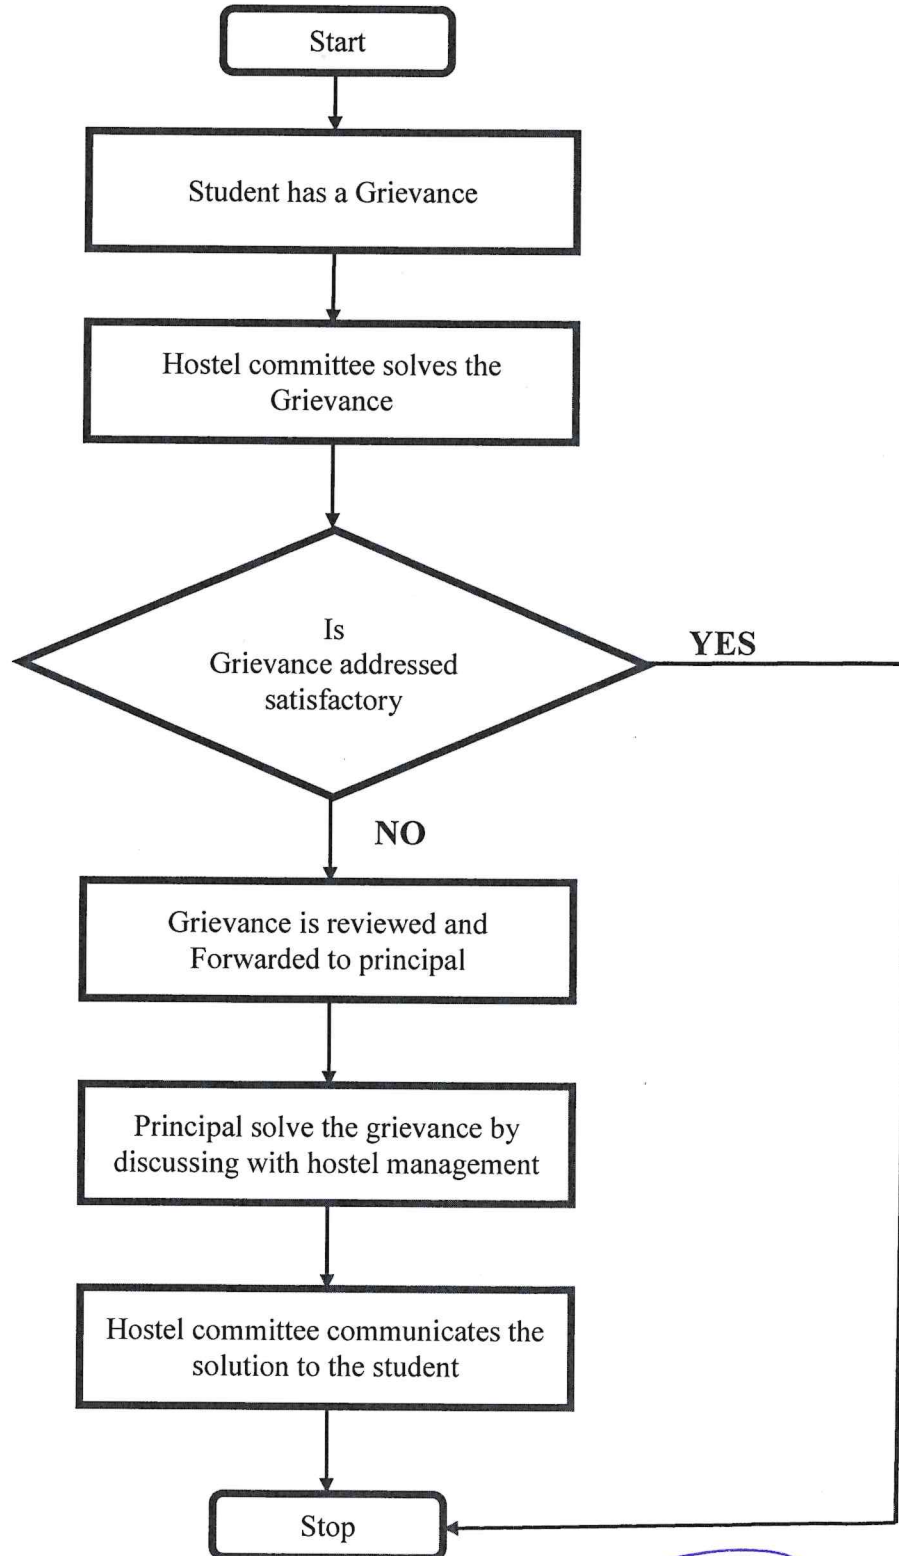 Start
Student has a Grievance
Hostel committee solves the
Grievance
Is
Grievance addressed
satisfactory
YES
NO
Grievance is reviewed and
Forwarded to principal
Principal solve the grievance by
discussing with hostel management
Hostel committee communicates the
solution to the student
Stop